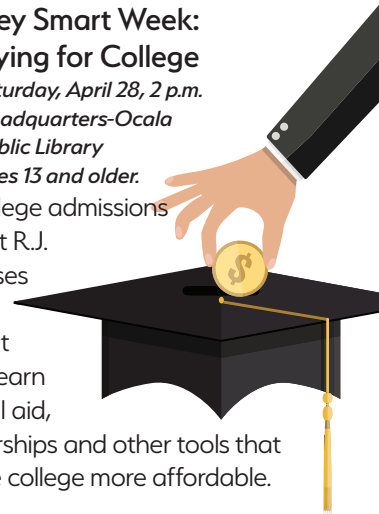 ey Smart Week:
ying for College
turday, April 28, 2 p.m.
adquarters-Ocala
blic Library
es 13 and older.
lege admissions
t R.J.
ses
t
earn
l aid,
rships and other tools that
e college more affordable.
$